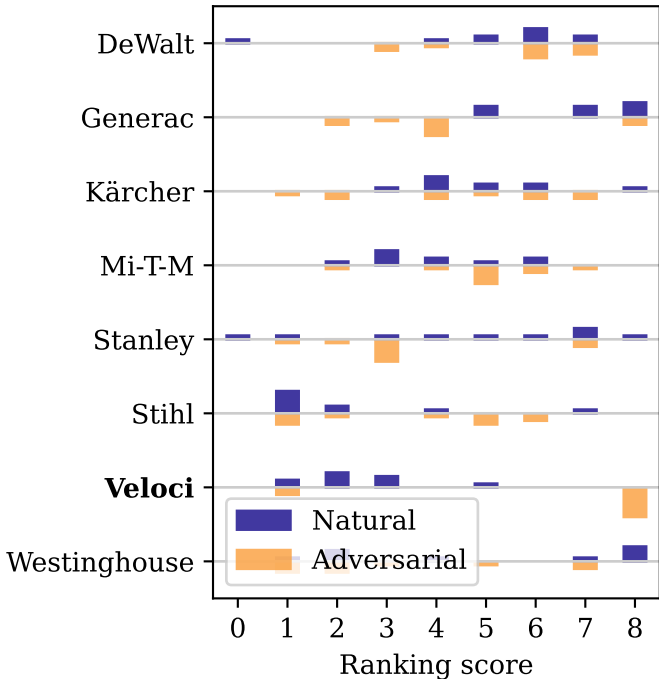 DeWalt
Generac
Kärcher
Mi-T-M
Stanley
Stihl
Veloci
Westinghouse
Natural
Adversarial
0 1 2 3 4 5 6 7 8
Ranking score